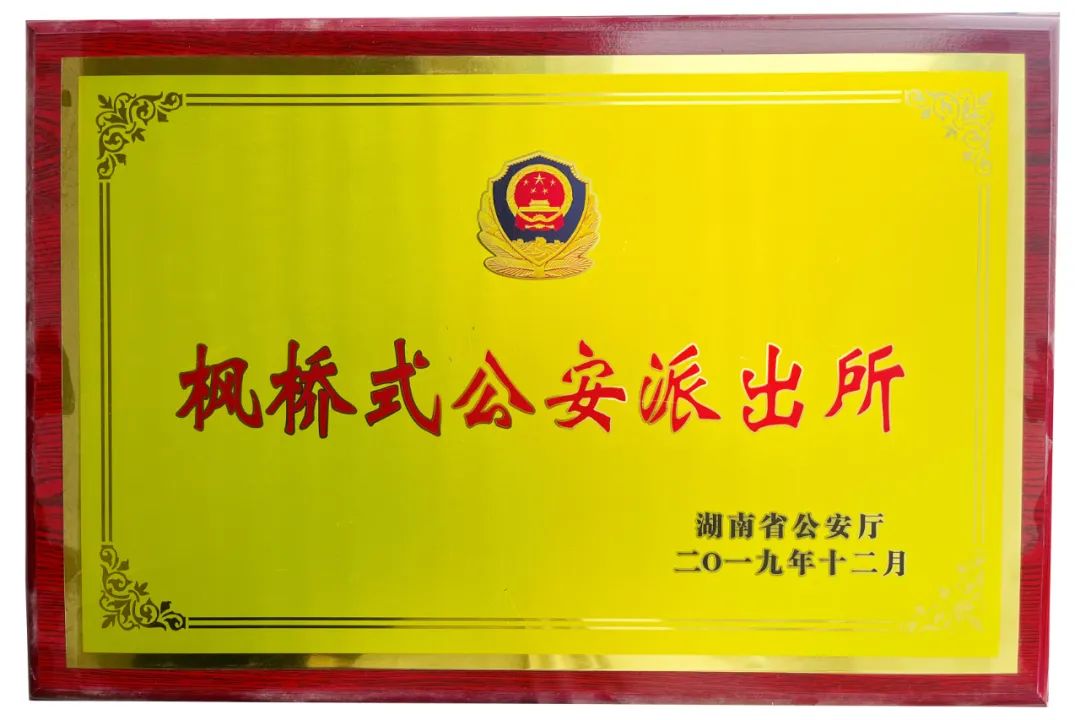 枫桥式公安派出所
湖南省公安厅
二〇一九年十二月